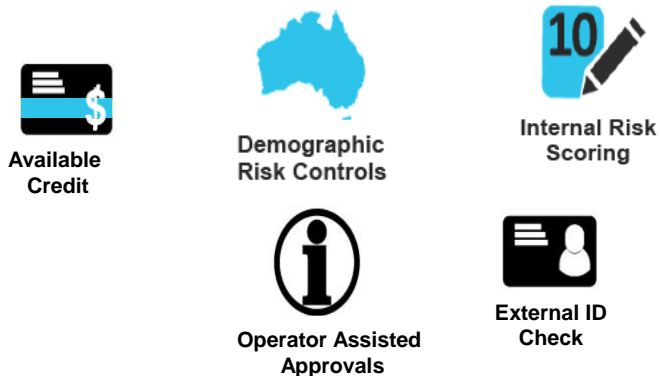 $
Available
Credit
Demographic
Risk Controls
10
Internal Risk
Scoring
i
Operator Assisted
Approvals
External ID
Check